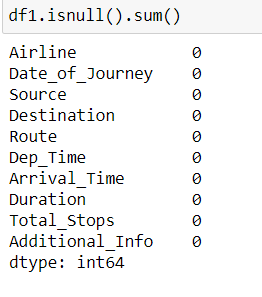 df1.isnull().sum()
Airline 0
Date_of_Journey 0
Source 0
Destination 0
Route 0
Dep_Time 0
Arrival_Time 0
Duration 0
Total_Stops 0
Additional_Info 0
dtype: int64